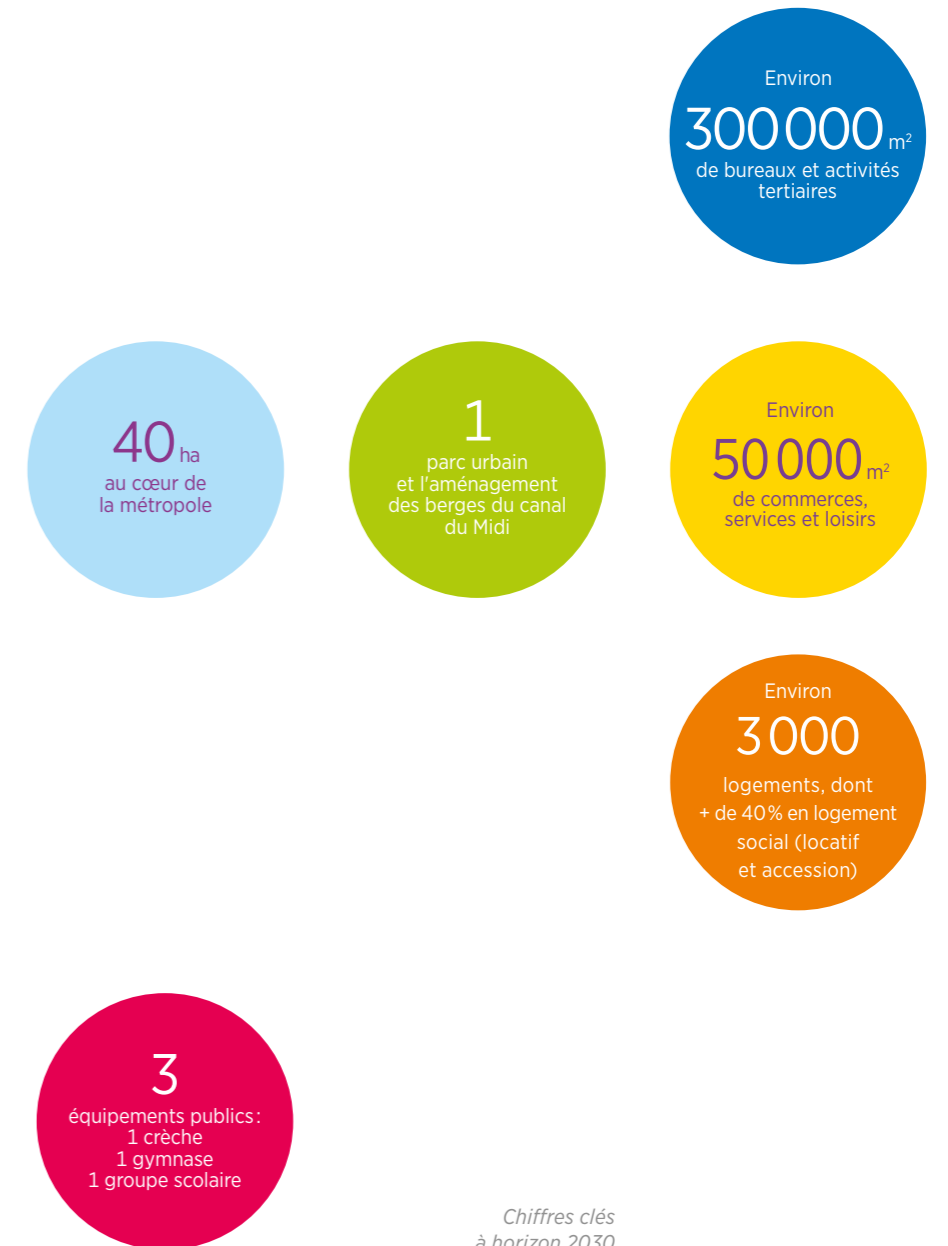 Environ
300 000 m²
de bureaux et activités
tertiaires
40 ha
au cœur de
la métropole
1
parc urbain
et l'aménagement
des berges du canal
du Midi
Environ
50 000 m²
de commerces,
services et loisirs
Environ
3 000
logements, dont
+ de 40% en logement
social (locatif
et accession)
3
équipements publics :
1 crèche
1 gymnase
1 groupe scolaire
Chiffres clés
à horizon 2030